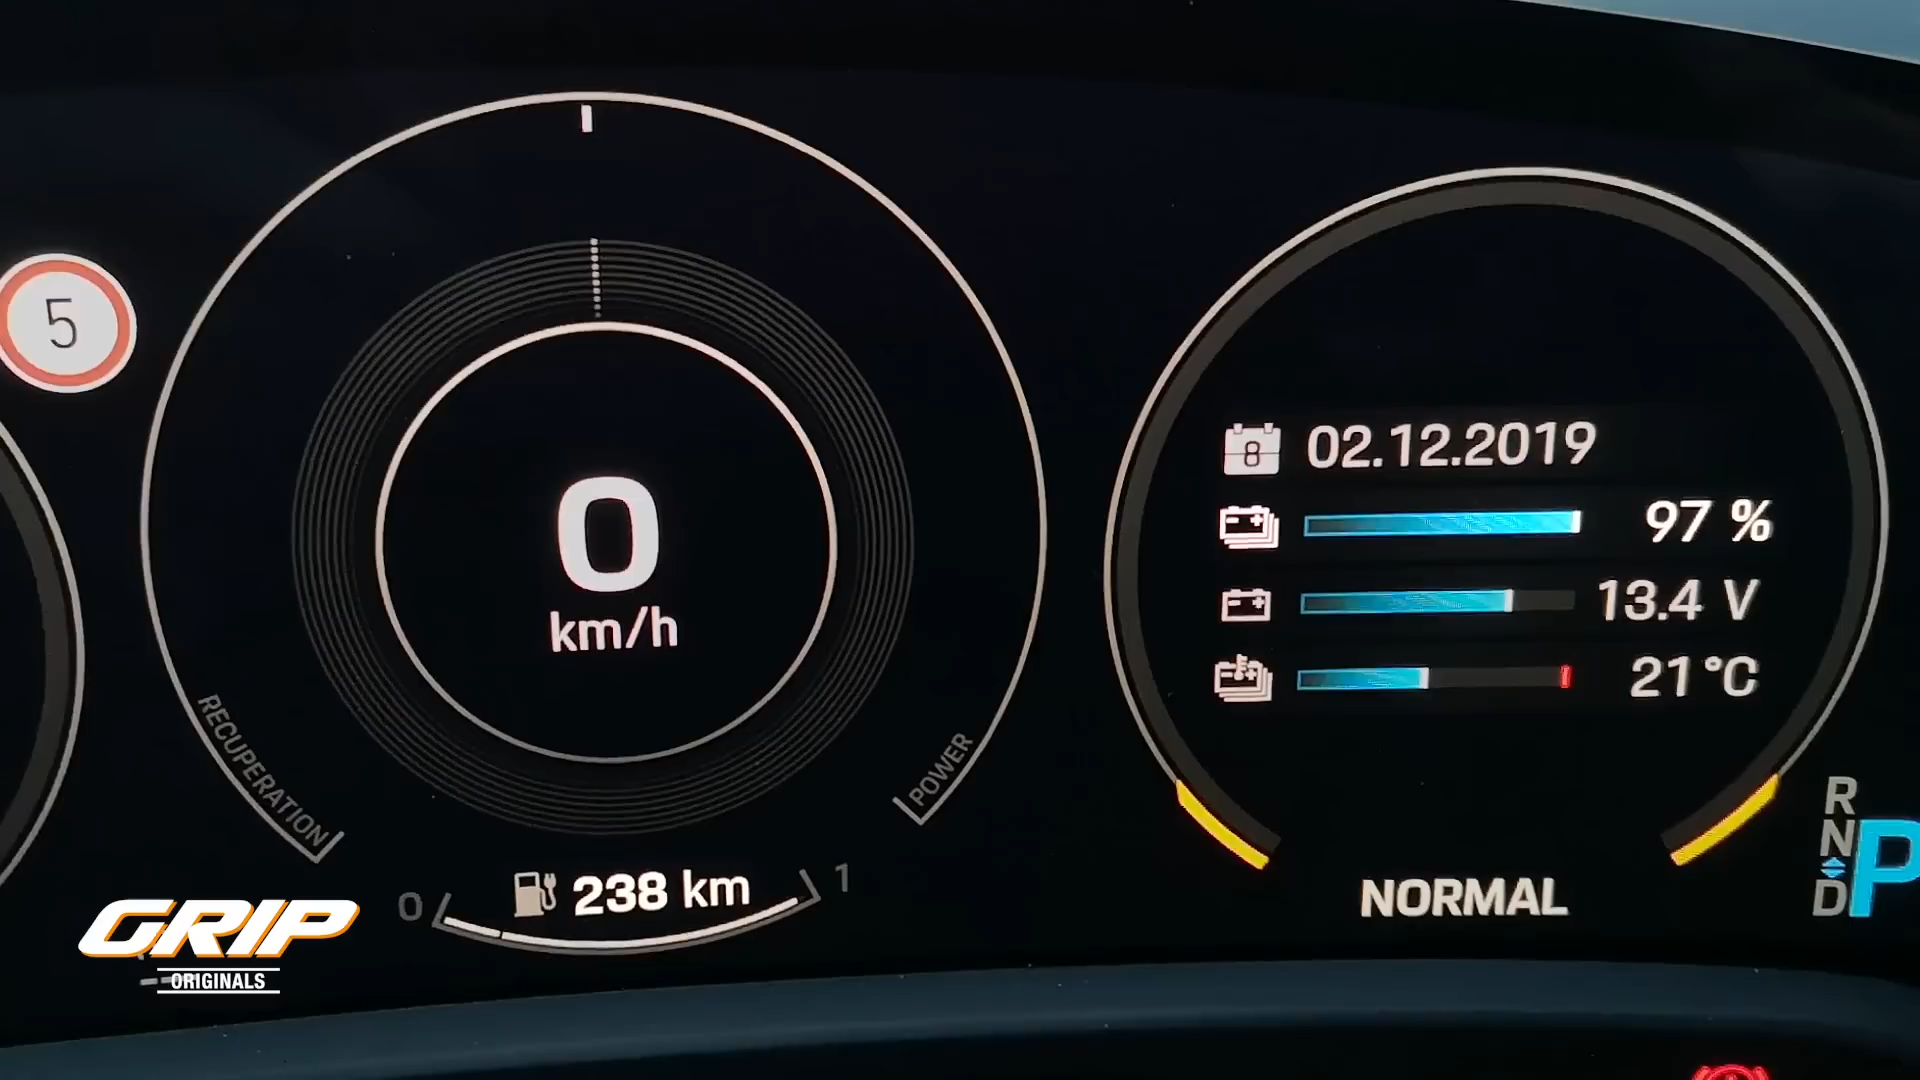 5
0
km/h
RECUPERATION
POWER
0
238 km
1
8
02.12.2019
97 %
13.4 V
21 °C
NORMAL
R
N
D
P
GRIP
ORIGINALS